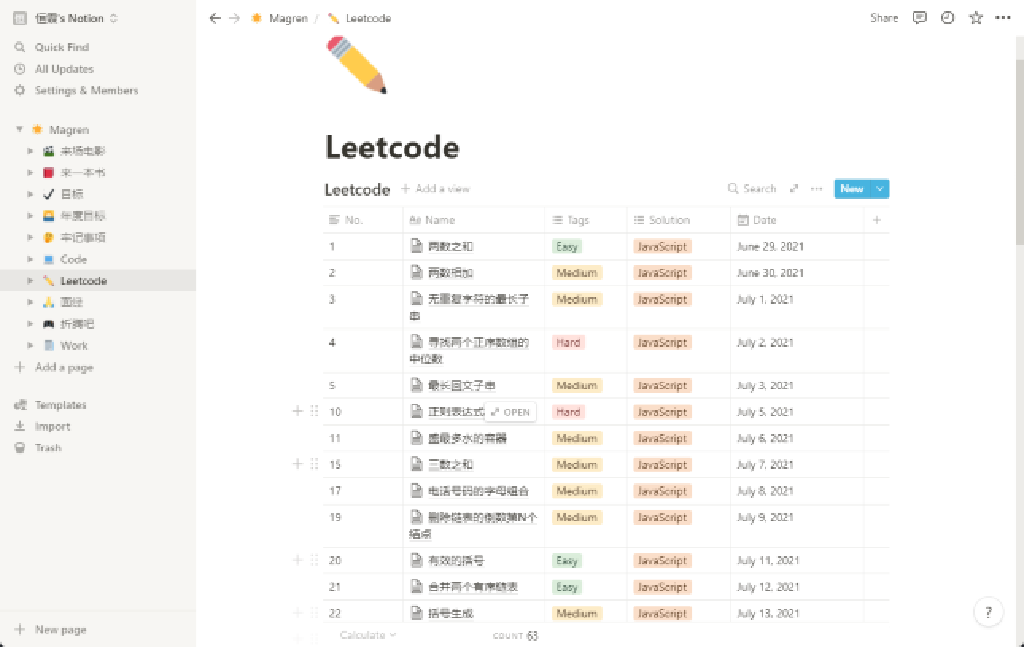 Notion
Magren / Leetcode
Share
Quick Find
All Updates
Settings & Members
Magren
来场电影
来一本书
目标
年度目标
牢记事项
Code
Leetcode
面经
折腾吧
Work
Add a page
Templates
Import
Trash
New page
Leetcode
Leetcode
Add a view
Search
New
No. Name Tags Solution Date
1 两数之和 Easy JavaScript June 29, 2021
2 两数相加 Medium JavaScript June 30, 2021
3 无重复字符的最长子 Medium JavaScript July 1, 2021
串
4 寻找两个正序数组的 Hard JavaScript July 2, 2021
中位数
5 最长回文子串 Medium JavaScript July 3, 2021
10 正则表达式 OPEN Hard JavaScript July 5, 2021
11 盛最多水的容器 Medium JavaScript July 6, 2021
15 三数之和 Medium JavaScript July 7, 2021
17 电话号码的字母组合 Medium JavaScript July 8, 2021
19 删除链表的倒数第N个 Medium JavaScript July 9, 2021
结点
20 有效的括号 Easy JavaScript July 11, 2021
21 合并两个有序链表 Easy JavaScript July 12, 2021
22 括号生成 Medium JavaScript July 13, 2021
Calculate
COUNT 63
?